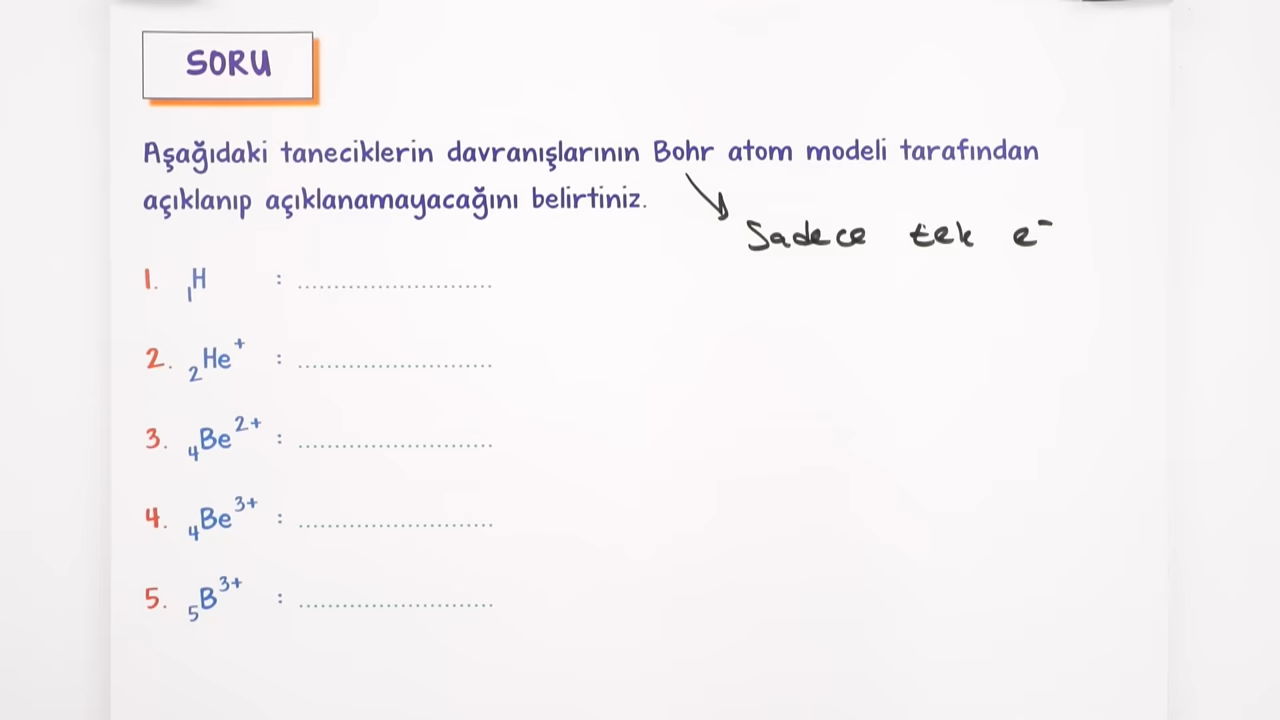 SORU
Aşağıdaki taneciklerin davranışlarının Bohr atom modeli tarafından
açıklanıp açıklanamayacağını belirtiniz.
Sadece tek e⁻
1. ₁H : ..........................
2. ₂He⁺ : ..........................
3. ₄Be²⁺ : ..........................
4. ₄Be³⁺ : ..........................
5. ₅B³⁺ : ..........................